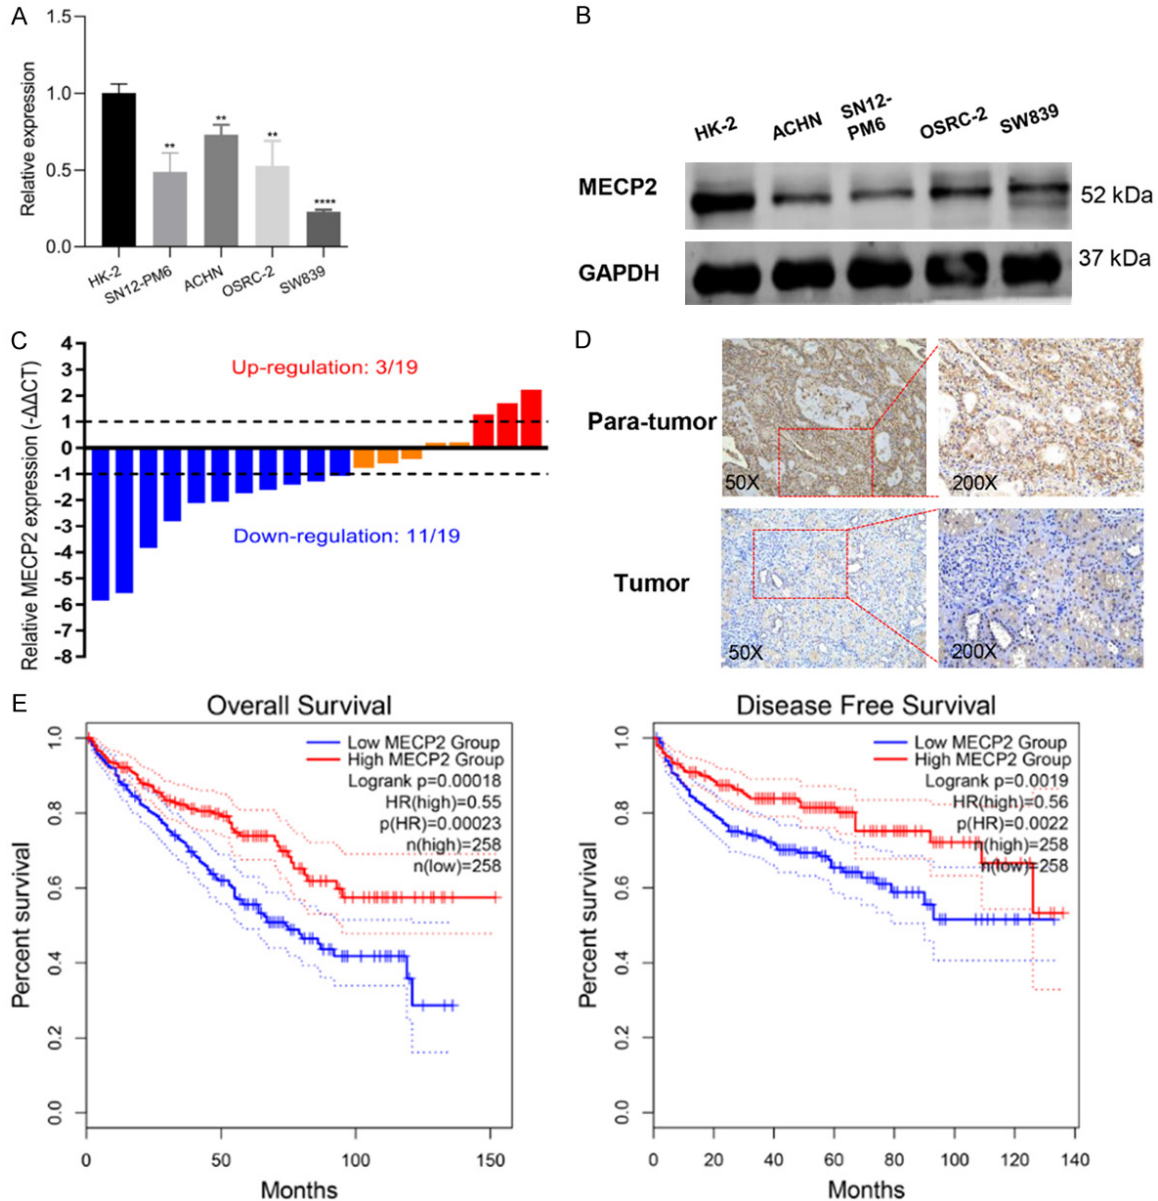 A
1.5
1.0
0.5
0.0
Relative expression
**
**
**
****
HK-2
SN12-PM6
ACHN
OSRC-2
SW839
B
HK-2
ACHN
SN12-
PM6
OSRC-2
SW839
MECP2
52 kDa
GAPDH
37 kDa
C
Relative MECP2 expression (-ΔΔCT)
4
3
2
1
0
-1
-2
-3
-4
-5
-6
-7
-8
Up-regulation: 3/19
Down-regulation: 11/19
D
Para-tumor
50X
200X
Tumor
50X
200X
E
Overall Survival
Low MECP2 Group
High MECP2 Group
Logrank p=0.00018
HR(high)=0.55
p(HR)=0.00023
n(high)=258
n(low)=258
Percent survival
1.0
0.8
0.6
0.4
0.2
0.0
0
50
100
150
Months
Disease Free Survival
Low MECP2 Group
High MECP2 Group
Logrank p=0.0019
HR(high)=0.56
p(HR)=0.0022
n(high)=258
n(low)=258
Percent survival
1.0
0.8
0.6
0.4
0.2
0.0
0
20
40
60
80
100
120
140
Months